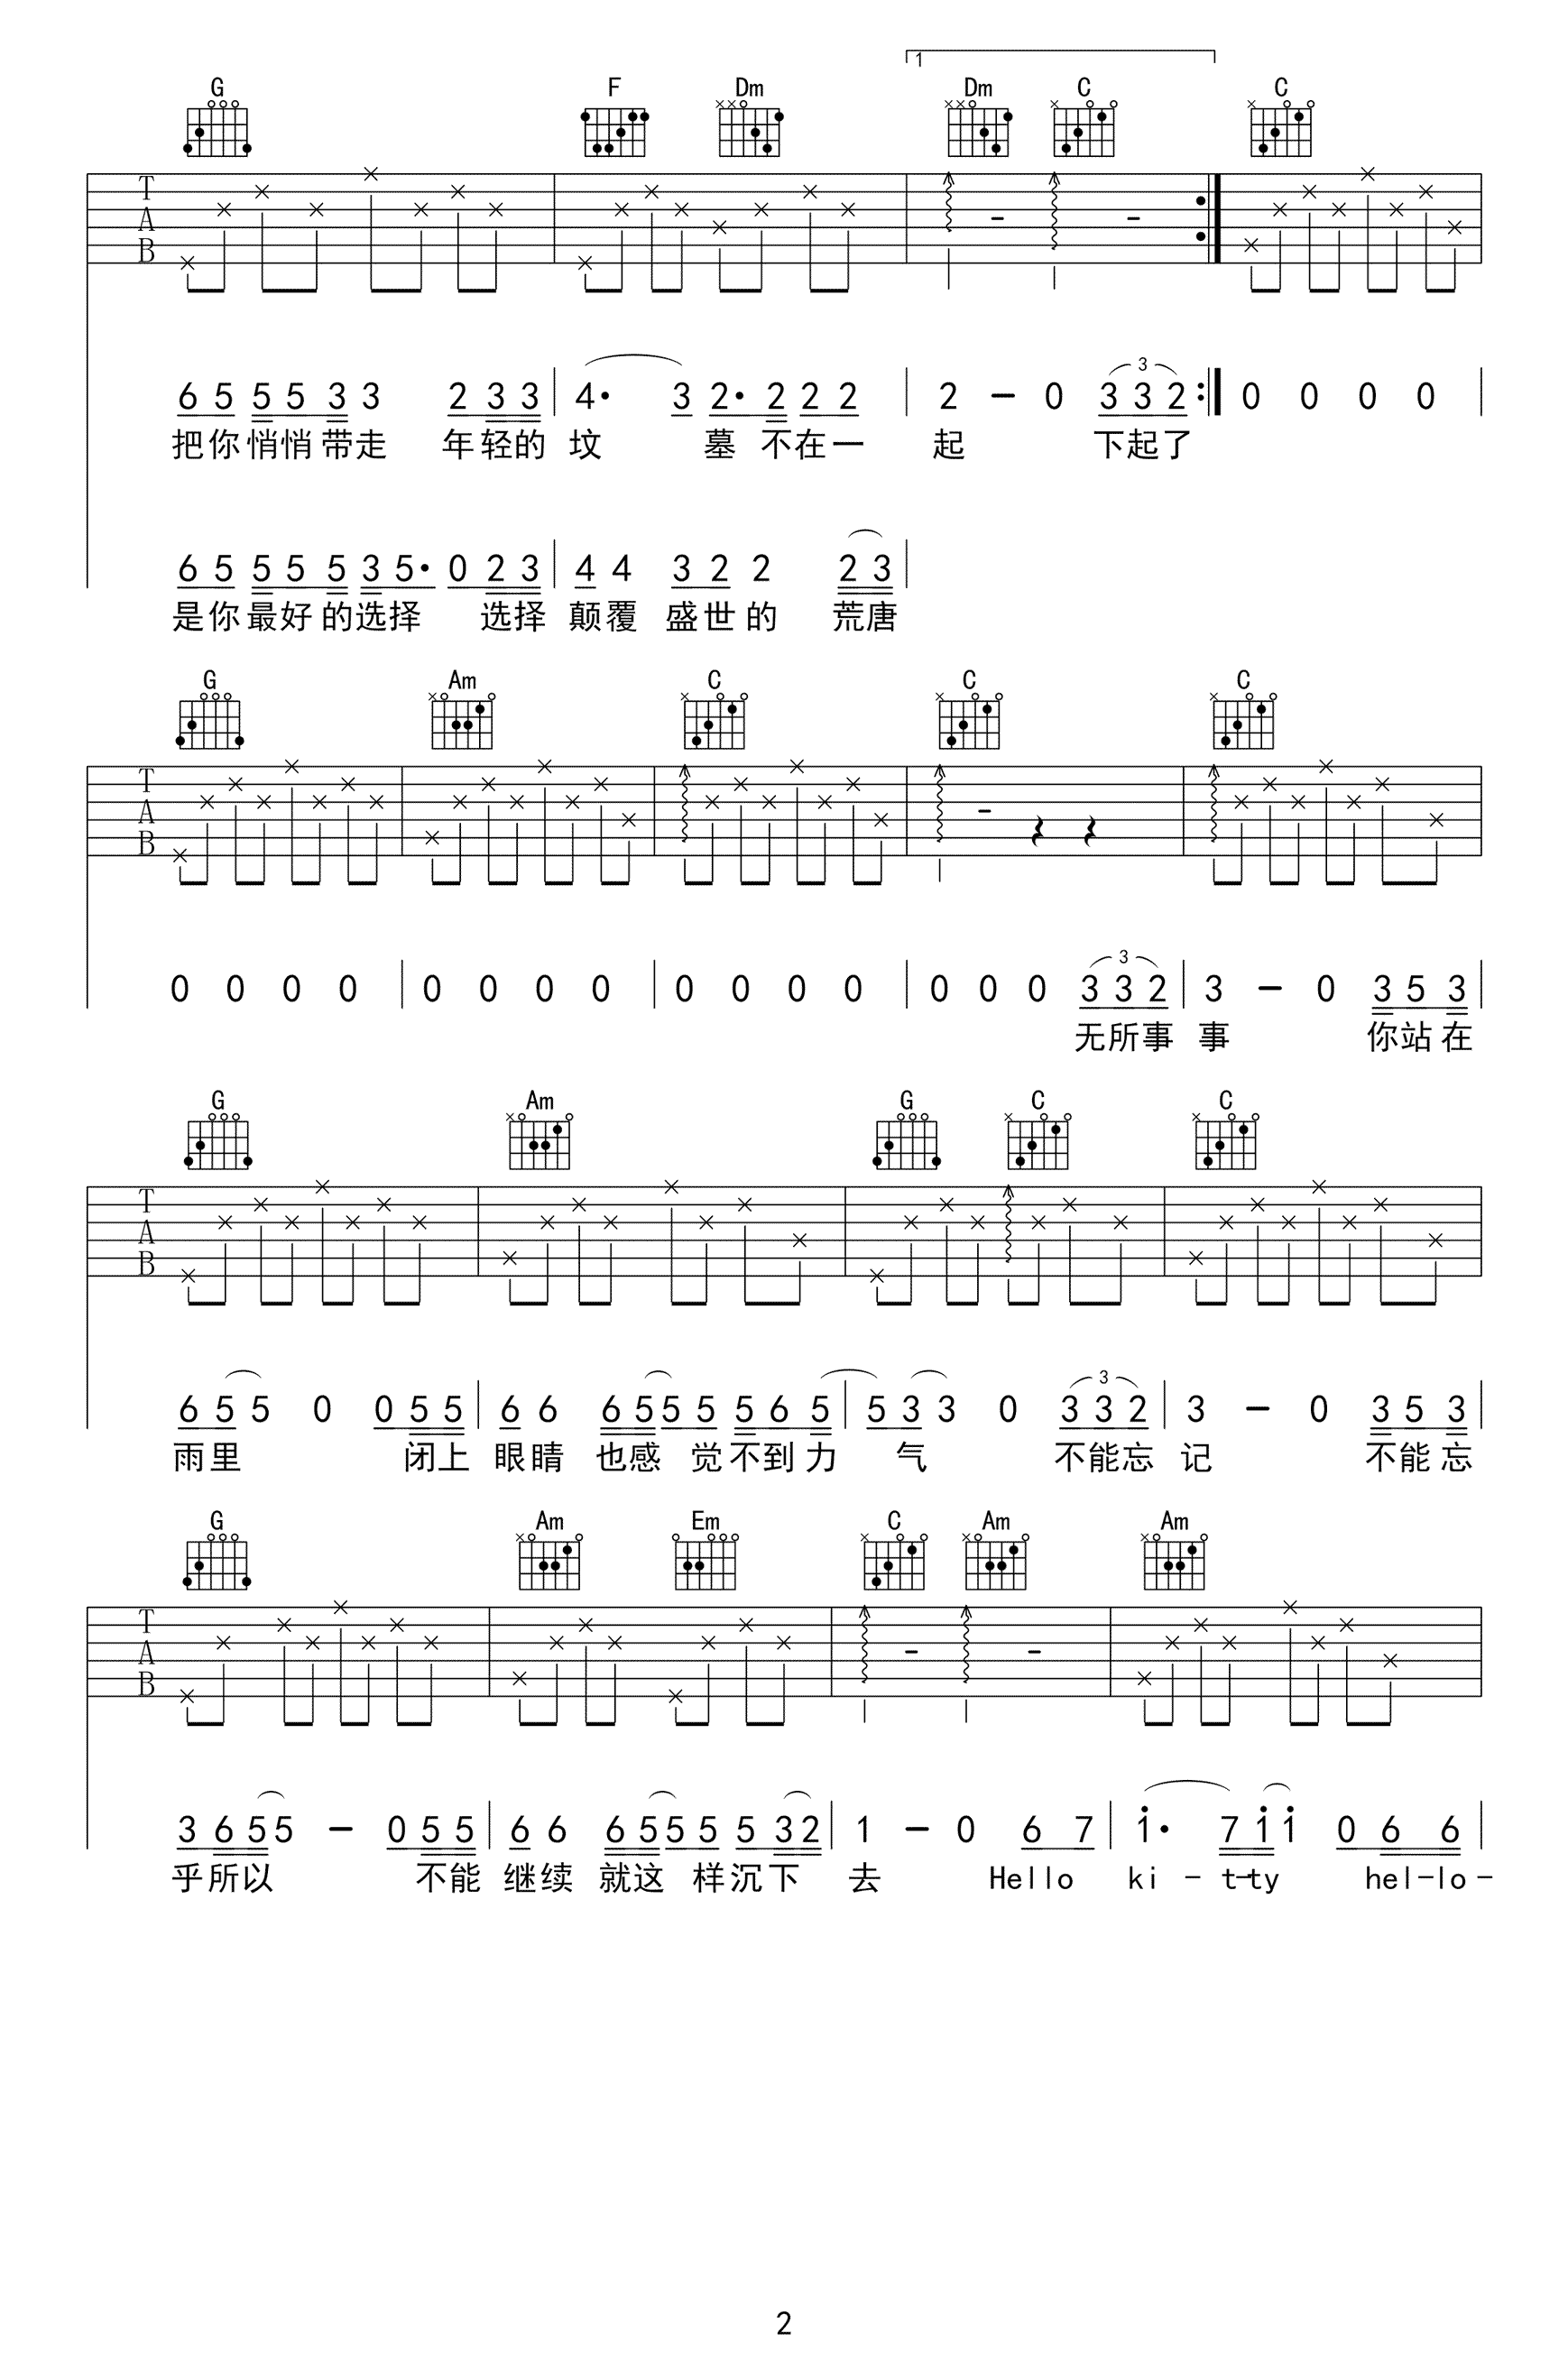 1
G F Dm Dm C C
T
A
B
3
6 5 5 5 3 3 2 3 3 4· 3 2· 2 2 2 2 – 0 3 3 2 0 0 0 0
把你悄悄带走 年轻的坟 墓 不在一 起 下起了
6 5 5 5 5 3 5· 0 2 3 4 4 3 2 2 2 3
是你最好的选择 选择 颠覆 盛世的 荒唐
G Am C C C
T
A
B
3
0 0 0 0 0 0 0 0 0 0 0 0 0 0 0 3 3 2 3 – 0 3 5 3
无所事 事 你站在
G Am G C C
T
A
B
3
6 5 5 0 0 5 5 6 6 6 5 5 5 5 6 5 5 3 3 0 3 3 2 3 – 0 3 5 3
雨里 闭上 眼睛 也感 觉不到力 气 不能忘 记 不能忘
G Am Em C Am Am
T
A
B
3 6 5 5 – 0 5 5 6 6 6 5 5 5 5 3 2 1 – 0 6 7 1· 7 1 1 0 6 6
乎所以 不能 继续 就这 样沉下 去 Hello ki - t-ty hel-lo-
2